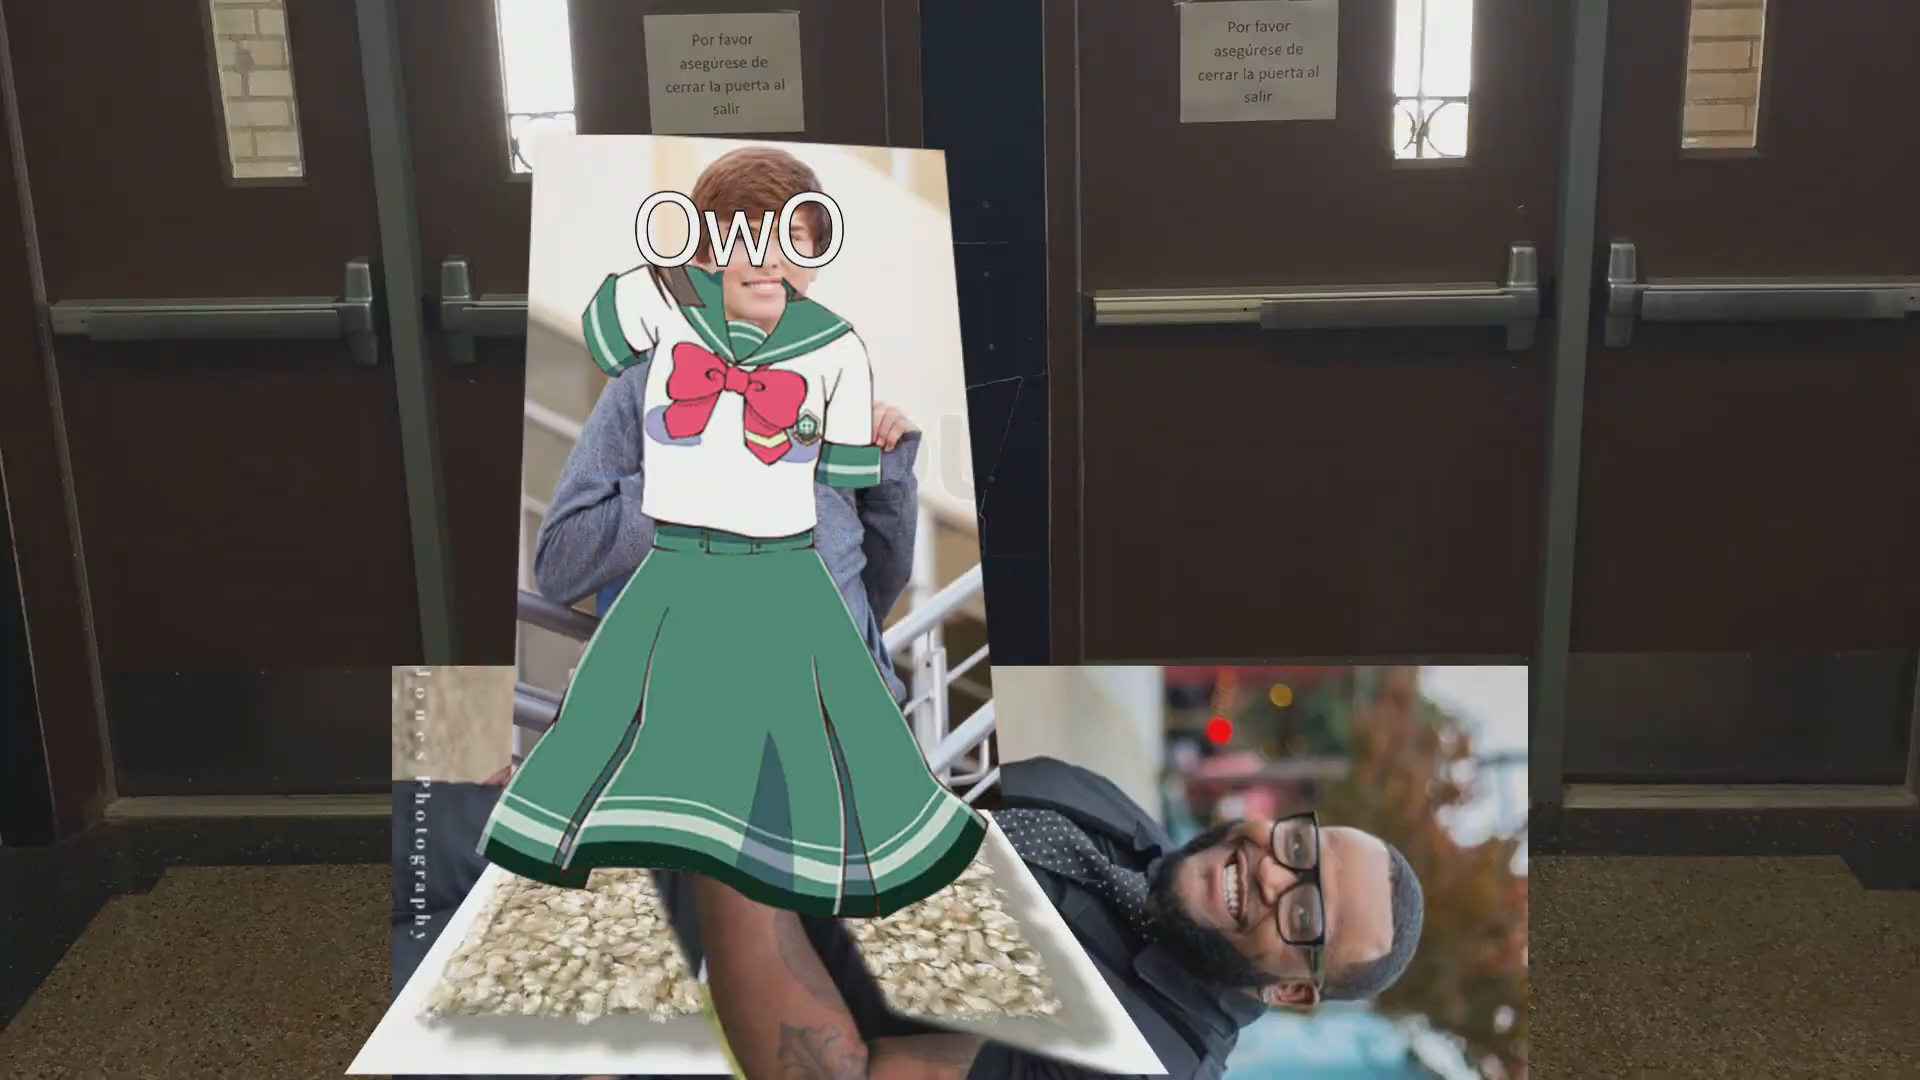 Por favor
asegúrese de
cerrar la puerta al
salir
Por favor
asegúrese de
cerrar la puerta al
salir
OwO
Jones Photography